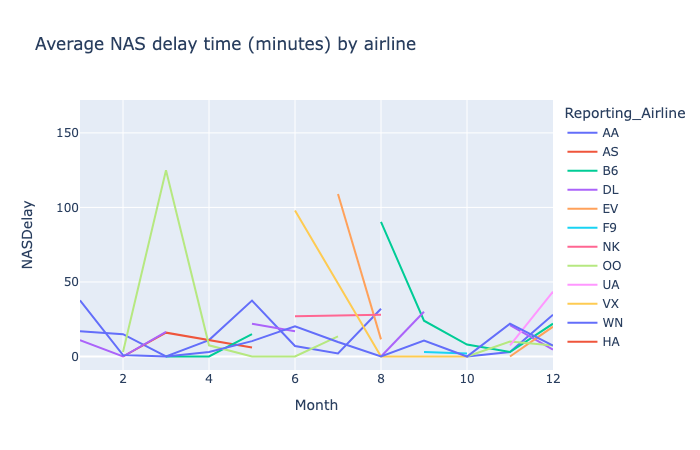 Average NAS delay time (minutes) by airline
Reporting_Airline
AA
AS
B6
DL
EV
F9
NK
OO
UA
VX
WN
HA
NASDelay
150
100
50
0
2
4
6
8
10
12
Month